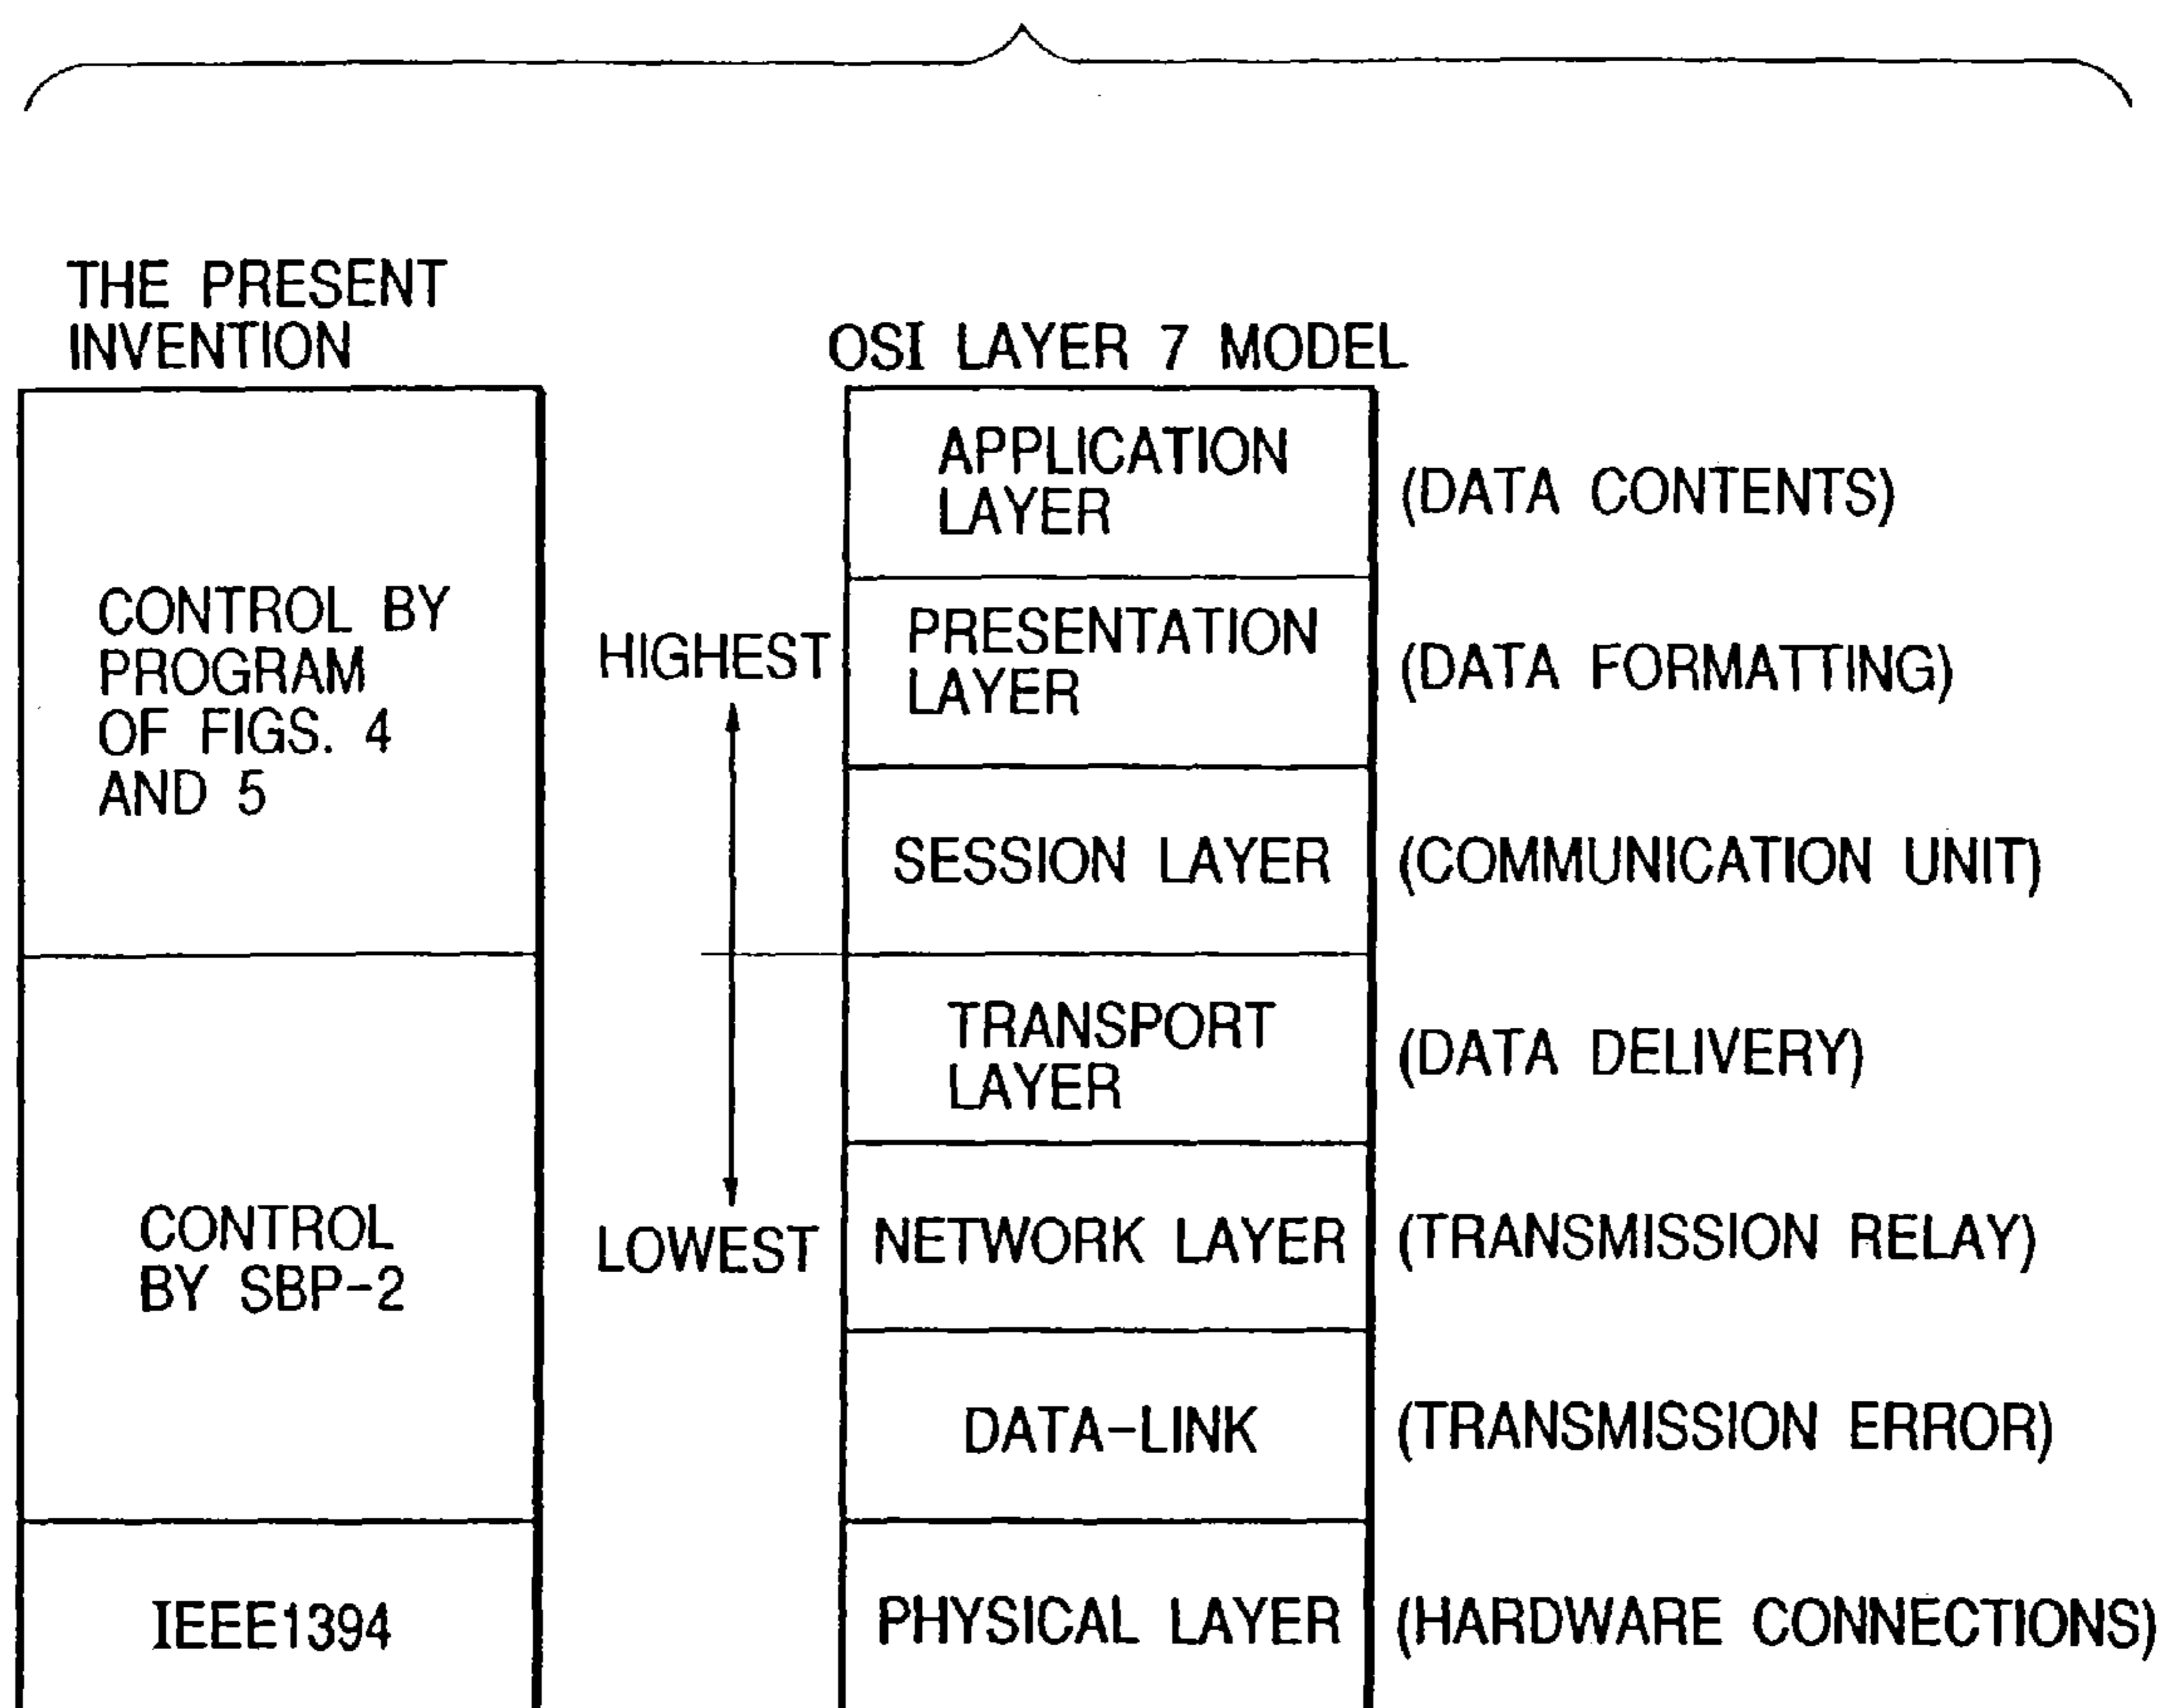 THE PRESENT
INVENTION
CONTROL BY
PROGRAM
OF FIGS. 4
AND 5
CONTROL
BY SBP-2
IEEE1394
HIGHEST
LOWEST
OSI LAYER 7 MODEL
APPLICATION
LAYER
(DATA CONTENTS)
PRESENTATION
LAYER
(DATA FORMATTING)
SESSION LAYER
(COMMUNICATION UNIT)
TRANSPORT
LAYER
(DATA DELIVERY)
NETWORK LAYER
(TRANSMISSION RELAY)
DATA-LINK
(TRANSMISSION ERROR)
PHYSICAL LAYER
(HARDWARE CONNECTIONS)